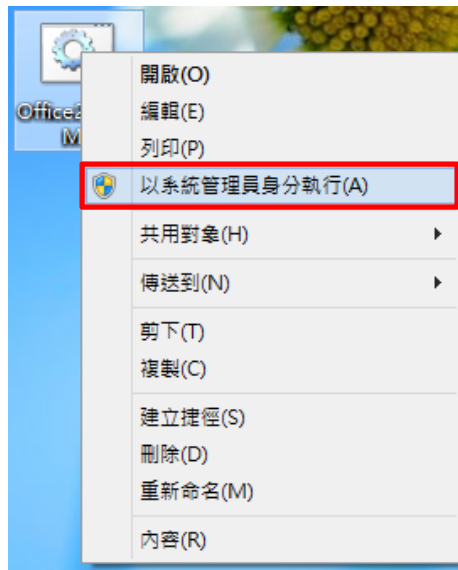 Office2
M
開啟(O)
編輯(E)
列印(P)
以系統管理員身分執行(A)
共用對象(H)
傳送到(N)
剪下(T)
複製(C)
建立捷徑(S)
刪除(D)
重新命名(M)
內容(R)